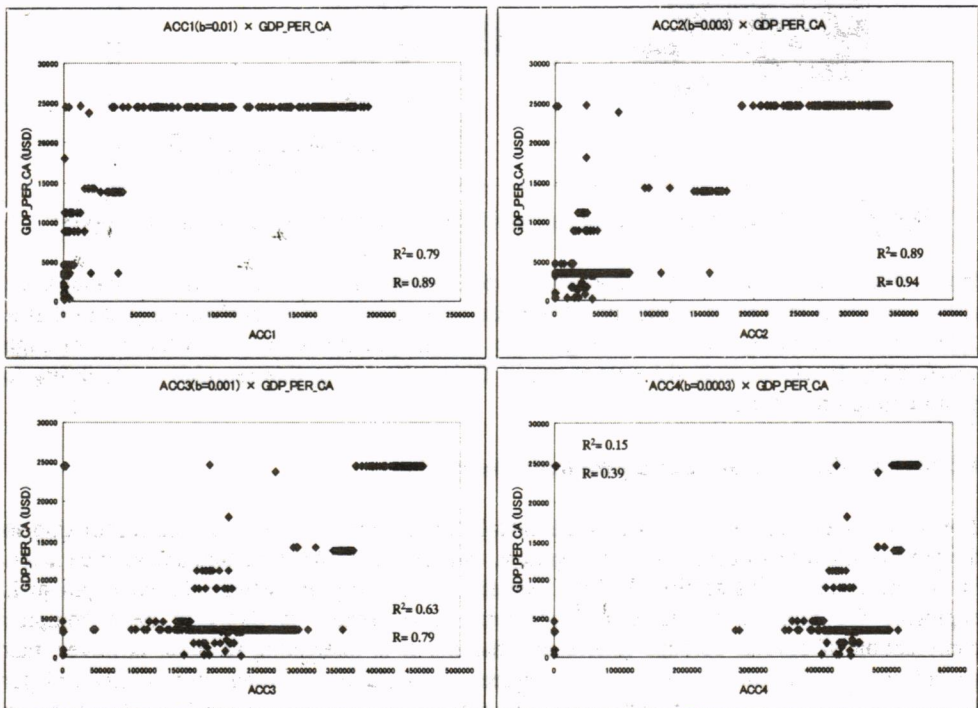 ACC1(b=0.01) × GDP_PER_CA
GDP_PER_CA (USD)
30000
25000
20000
15000
10000
5000
0
0 500000 1000000 1500000 2000000 2500000
ACC1
R²= 0.79
R= 0.89
ACC2(b=0.003) × GDP_PER_CA
GDP_PER_CA (USD)
30000
25000
20000
15000
10000
5000
0
0 500000 1000000 1500000 2000000 2500000 3000000 3500000 4000000
ACC2
R²= 0.89
R= 0.94
ACC3(b=0.001) × GDP_PER_CA
GDP_PER_CA (USD)
30000
25000
20000
15000
10000
5000
0
0 500000 1000000 1500000 2000000 2500000 3000000 3500000 4000000 4500000 5000000
ACC3
R²= 0.63
R= 0.79
ACC4(b=0.0003) × GDP_PER_CA
GDP_PER_CA (USD)
30000
25000
20000
15000
10000
5000
0
0 1000000 2000000 3000000 4000000 5000000 6000000
ACC4
R²= 0.15
R= 0.39